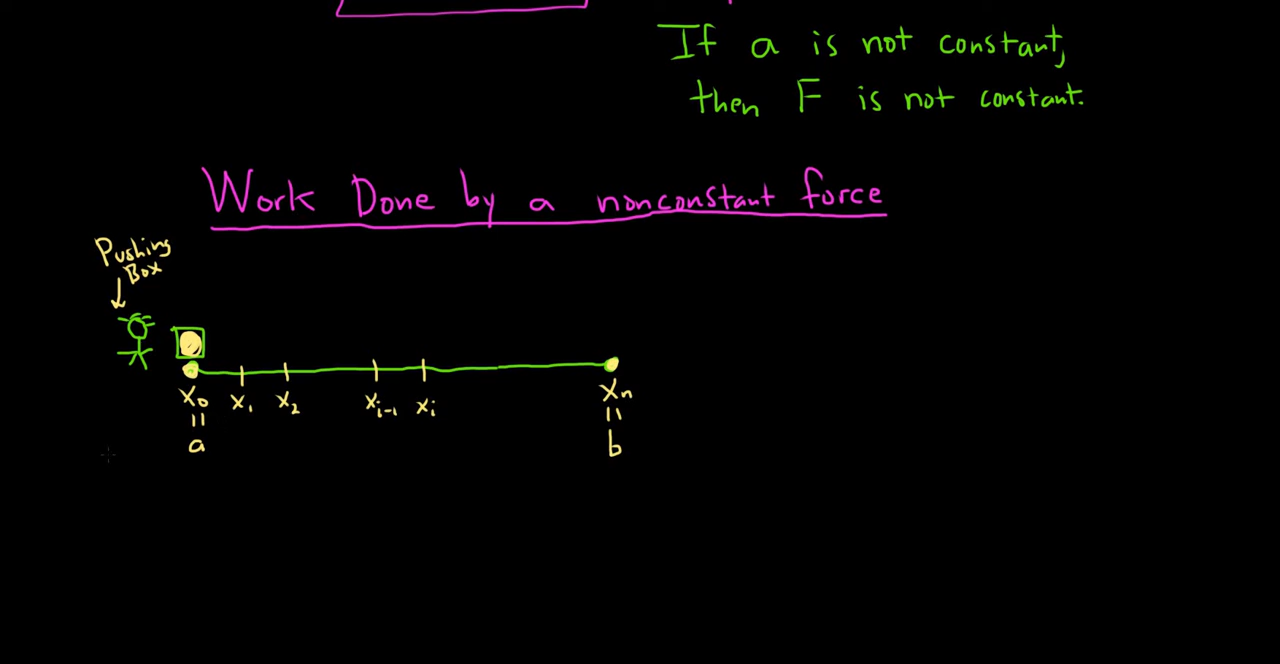 If a is not constant,
then F is not constant.
Work Done by a nonconstant force
Pushing
Box
x₀ x₁ x₂ xᵢ₋₁ xᵢ xₙ
= =
a b